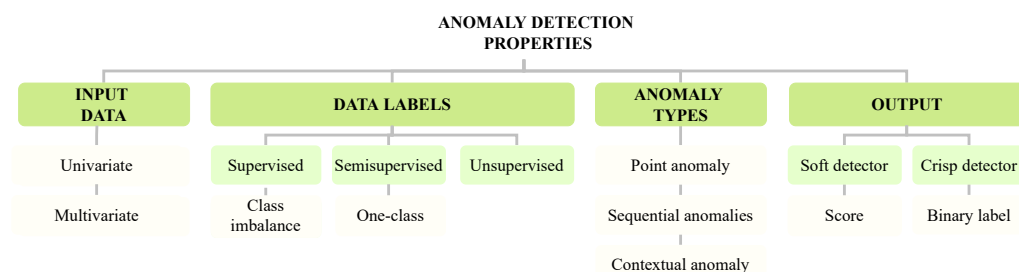 ANOMALY DETECTION
PROPERTIES
INPUT
DATA
DATA LABELS
ANOMALY
TYPES
OUTPUT
Univariate
Supervised
Semisupervised
Unsupervised
Point anomaly
Soft detector
Crisp detector
Multivariate
Class
imbalance
One-class
Sequential anomalies
Score
Binary label
Contextual anomaly